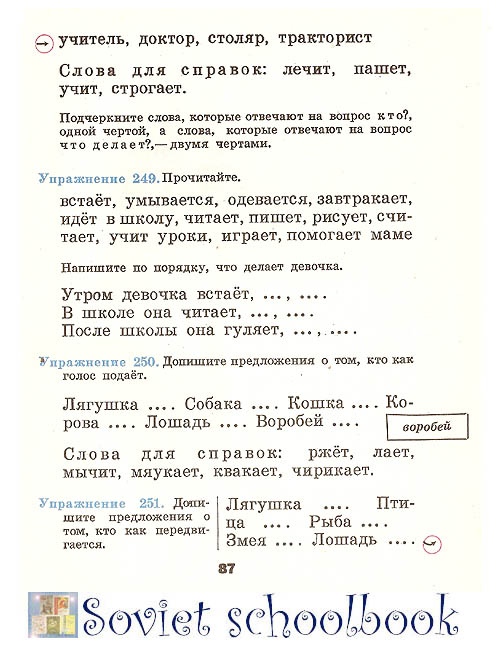 учитель, доктор, столяр, тракторист
Слова для справок: лечит, пашет,
учит, строгает.
Подчеркните слова, которые отвечают на вопрос кто?,
одной чертой, а слова, которые отвечают на вопрос
что делает?,— двумя чертами.
Упражнение 249. Прочитайте.
встаёт, умывается, одевается, завтракает,
идёт в школу, читает, пишет, рисует, счи-
тает, учит уроки, играет, помогает маме
Напишите по порядку, что делает девочка.
Утром девочка встаёт, ..., ....
В школе она читает, ..., ....
После школы она гуляет, ..., ....
Упражнение 250. Допишите предложения о том, кто как
голос подаёт.
Лягушка .... Собака .... Кошка .... Ко-
рова .... Лошадь .... Воробей ....
воробей
Слова для справок: ржёт, лает,
мычит, мяукает, квакает, чирикает.
Упражнение 251. Допи-
шите предложения о
том, кто как передви-
гается.
Лягушка .... Пти-
ца .... Рыба ....
Змея .... Лошадь ....
87
Soviet schoolbook